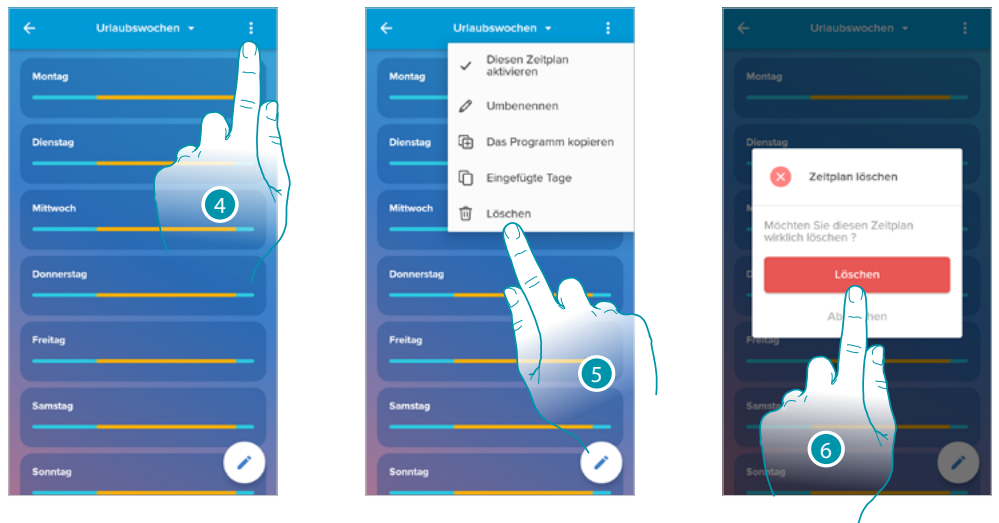 Urlaubswochen
Montag
Dienstag
Mittwoch
Donnerstag
Freitag
Samstag
Sonntag
4
Urlaubswochen
Diesen Zeitplan
aktivieren
Umbenennen
Das Programm kopieren
Eingefügte Tage
Löschen
Montag
Dienstag
Mittwoch
Donnerstag
Freitag
Samstag
Sonntag
5
Urlaubswochen
Montag
Dienstag
Zeitplan löschen
Möchten Sie diesen Zeitplan
wirklich löschen ?
Löschen
Freitag
Sonntag
6